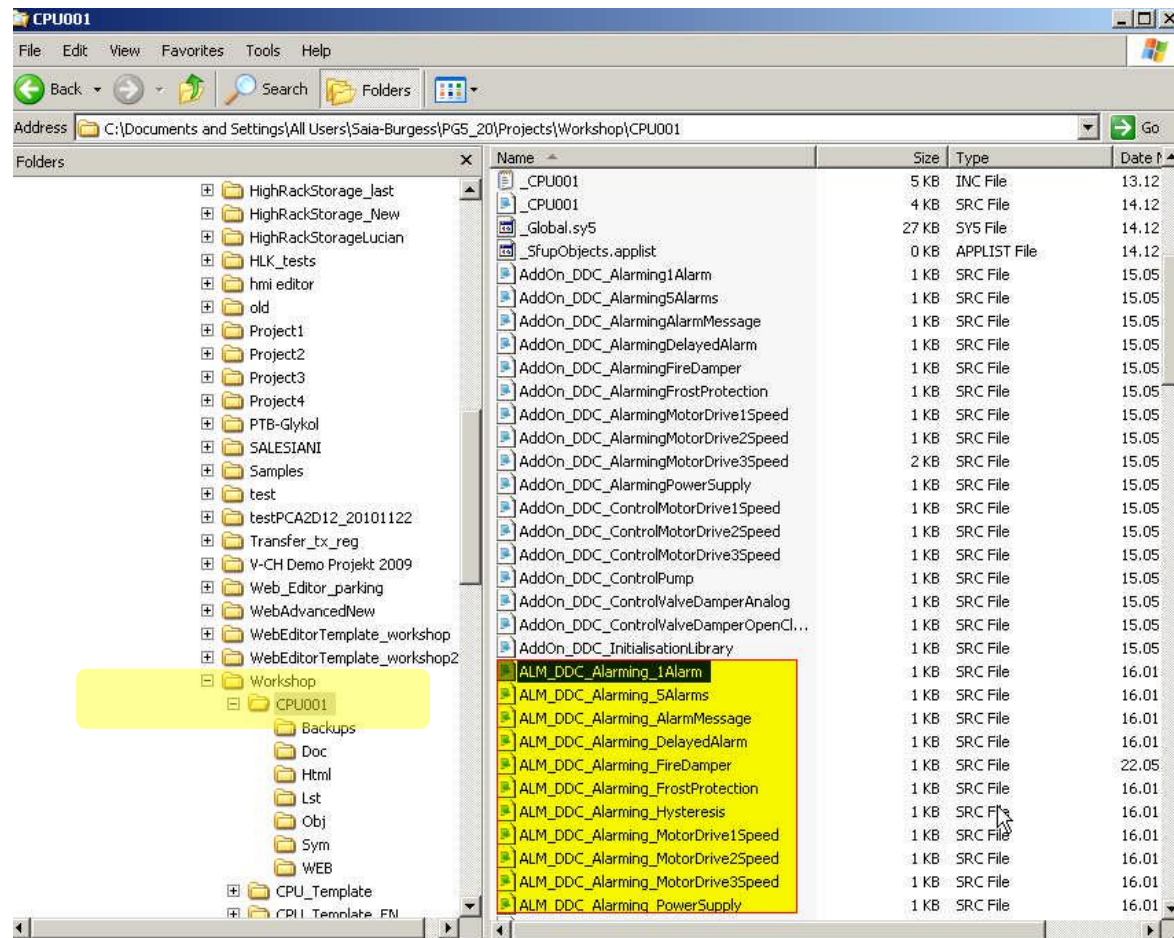 CPU001
File Edit View Favorites Tools Help
Back Search Folders
Address C:\Documents and Settings\All Users\Saia-Burgess\PG5_20\Projects\Workshop\CPU001 Go
Folders
HighRackStorage_last
HighRackStorage_New
HighRackStorageLucian
HLK_tests
hmi editor
old
Project1
Project2
Project3
Project4
PTB-Glykol
SALESIANI
Samples
test
testPCA2D12_20101122
Transfer_tx_reg
V-CH Demo Projekt 2009
Web_Editor_parking
WebAdvancedNew
WebEditorTemplate_workshop
WebEditorTemplate_workshop2
Workshop
CPU001
Backups
Doc
Html
Lst
Obj
Sym
WEB
CPU_Template
CPU_Template_EN
Name Size Type Date
_CPU001 5 KB INC File 13.12
_CPU001 4 KB SRC File 14.12
_Global.sy5 27 KB SY5 File 14.12
_SfupObjects.applist 0 KB APPLIST File 14.12
AddOn_DDC_Alarming1Alarm 1 KB SRC File 15.05
AddOn_DDC_Alarming5Alarms 1 KB SRC File 15.05
AddOn_DDC_AlarmingAlarmMessage 1 KB SRC File 15.05
AddOn_DDC_AlarmingDelayedAlarm 1 KB SRC File 15.05
AddOn_DDC_AlarmingFireDamper 1 KB SRC File 15.05
AddOn_DDC_AlarmingFrostProtection 1 KB SRC File 15.05
AddOn_DDC_AlarmingMotorDrive1Speed 1 KB SRC File 15.05
AddOn_DDC_AlarmingMotorDrive2Speed 1 KB SRC File 15.05
AddOn_DDC_AlarmingMotorDrive3Speed 2 KB SRC File 15.05
AddOn_DDC_AlarmingPowerSupply 1 KB SRC File 15.05
AddOn_DDC_ControlMotorDrive1Speed 1 KB SRC File 15.05
AddOn_DDC_ControlMotorDrive2Speed 1 KB SRC File 15.05
AddOn_DDC_ControlMotorDrive3Speed 1 KB SRC File 15.05
AddOn_DDC_ControlPump 1 KB SRC File 15.05
AddOn_DDC_ControlValveDamperAnalog 1 KB SRC File 15.05
AddOn_DDC_ControlValveDamperOpenCl... 1 KB SRC File 15.05
AddOn_DDC_InitialisationLibrary 1 KB SRC File 15.05
ALM_DDC_Alarming_1Alarm 1 KB SRC File 16.01
ALM_DDC_Alarming_5Alarms 1 KB SRC File 16.01
ALM_DDC_Alarming_AlarmMessage 1 KB SRC File 16.01
ALM_DDC_Alarming_DelayedAlarm 1 KB SRC File 16.01
ALM_DDC_Alarming_FireDamper 1 KB SRC File 22.05
ALM_DDC_Alarming_FrostProtection 1 KB SRC File 16.01
ALM_DDC_Alarming_Hysteresis 1 KB SRC File 16.01
ALM_DDC_Alarming_MotorDrive1Speed 1 KB SRC File 16.01
ALM_DDC_Alarming_MotorDrive2Speed 1 KB SRC File 16.01
ALM_DDC_Alarming_MotorDrive3Speed 1 KB SRC File 16.01
ALM_DDC_Alarming_PowerSupply 1 KB SRC File 16.01